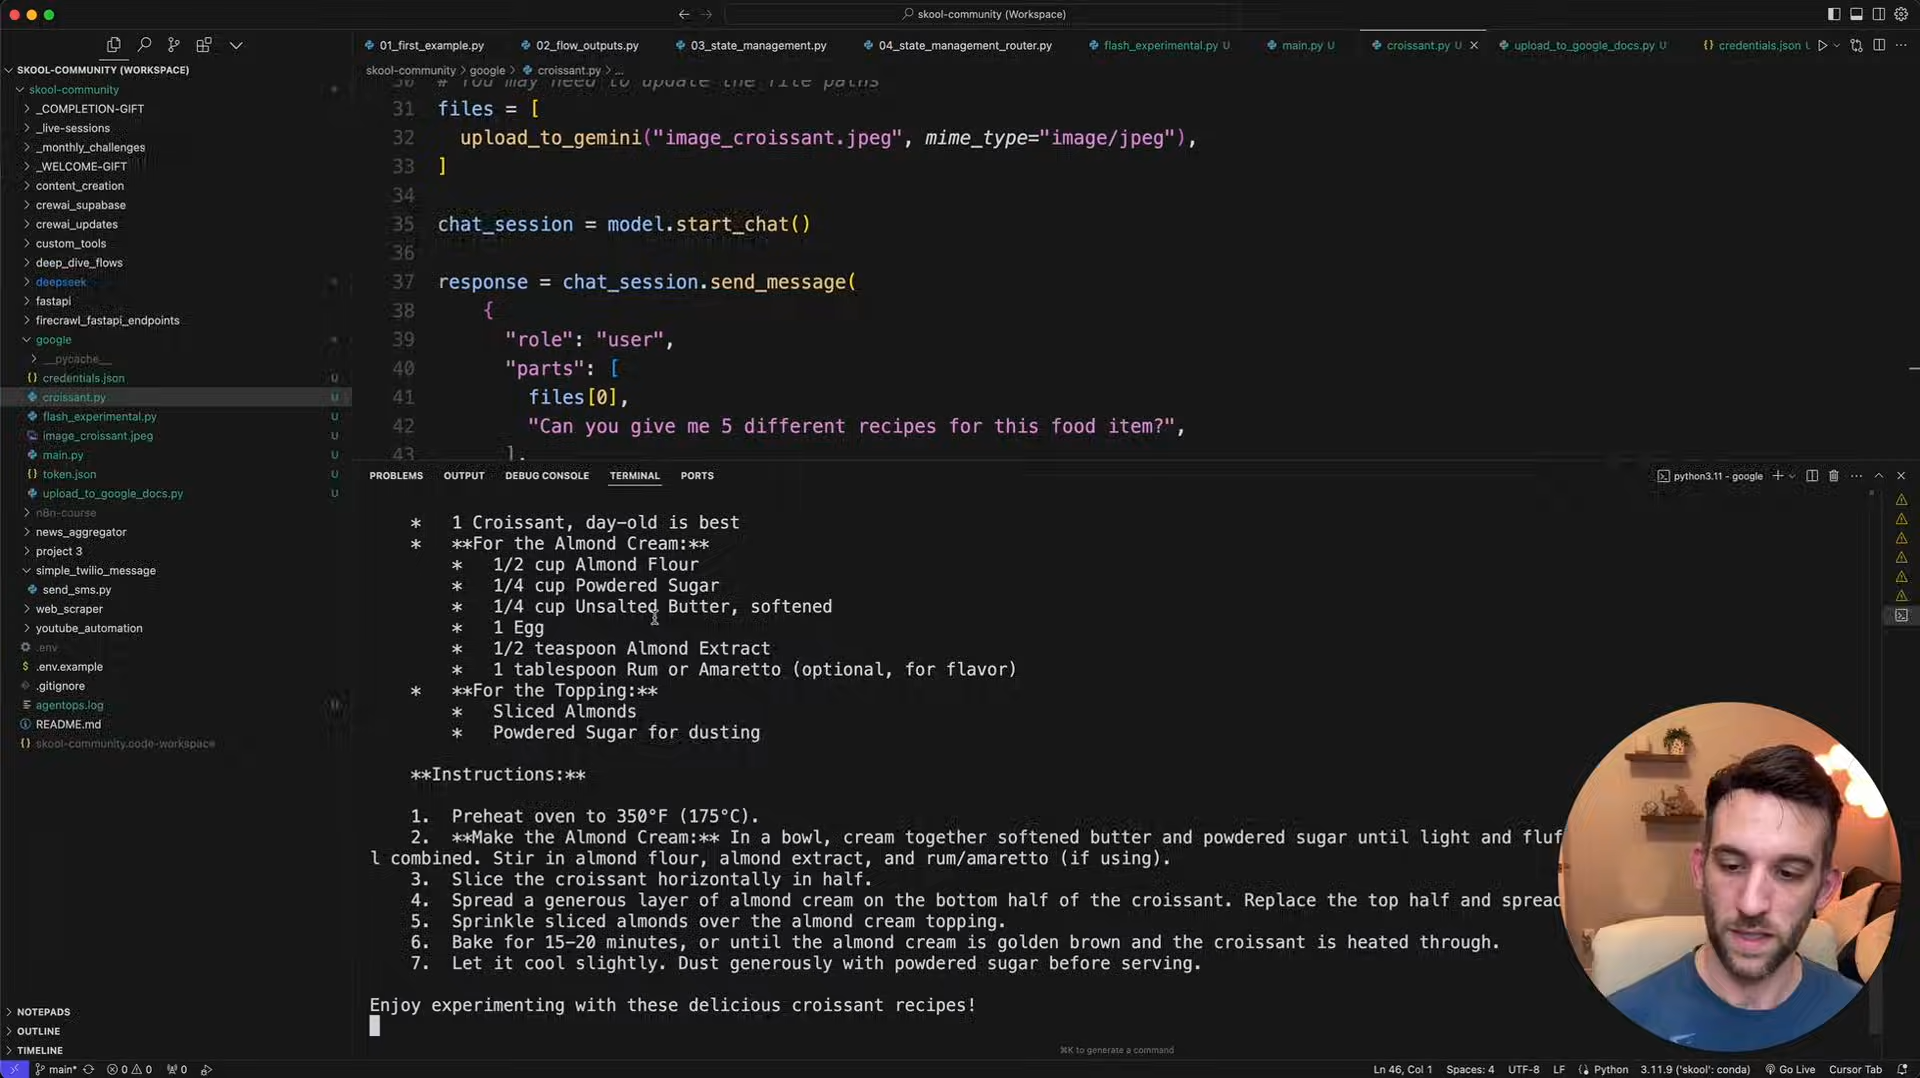 skool-community (Workspace)
01_first_example.py
02_flow_outputs.py
03_state_management.py
04_state_management_router.py
flash_experimental.py U
main.py U
croissant.py U
upload_to_google_docs.py U
credentials.json U
SKOOL-COMMUNITY (WORKSPACE)
skool-community
_COMPLETION-GIFT
_live-sessions
_monthly_challenges
_WELCOME-GIFT
content_creation
crewai_supabase
crewai_updates
custom_tools
deep_dive_flows
deepseek
fastapi
firecrawl_fastapi_endpoints
google
__pycache__
credentials.json U
croissant.py U
flash_experimental.py U
image_croissant.jpeg U
main.py U
token.json U
upload_to_google_docs.py U
n8n-course
news_aggregator
project 3
simple_twilio_message
send_sms.py
web_scraper
youtube_automation
.env
.env.example
.gitignore
agentops.log
README.md
skool-community.code-workspace
NOTEPADS
OUTLINE
TIMELINE
skool-community > google > croissant.py > ...
30 # You may need to update the file paths
31 files = [
32 upload_to_gemini("image_croissant.jpeg", mime_type="image/jpeg"),
33 ]
34
35 chat_session = model.start_chat()
36
37 response = chat_session.send_message(
38 {
39 "role": "user",
40 "parts": [
41 files[0],
42 "Can you give me 5 different recipes for this food item?",
43 ],
PROBLEMS OUTPUT DEBUG CONSOLE TERMINAL PORTS
python3.11 - google
* 1 Croissant, day-old is best
* **For the Almond Cream:**
* 1/2 cup Almond Flour
* 1/4 cup Powdered Sugar
* 1/4 cup Unsalted Butter, softened
* 1 Egg
* 1/2 teaspoon Almond Extract
* 1 tablespoon Rum or Amaretto (optional, for flavor)
* **For the Topping:**
* Sliced Almonds
* Powdered Sugar for dusting
**Instructions:**
1. Preheat oven to 350°F (175°C).
2. **Make the Almond Cream:** In a bowl, cream together softened butter and powdered sugar until light and fluf
l combined. Stir in almond flour, almond extract, and rum/amaretto (if using).
3. Slice the croissant horizontally in half.
4. Spread a generous layer of almond cream on the bottom half of the croissant. Replace the top half and spread
5. Sprinkle sliced almonds over the almond cream topping.
6. Bake for 15-20 minutes, or until the almond cream is golden brown and the croissant is heated through.
7. Let it cool slightly. Dust generously with powdered sugar before serving.
Enjoy experimenting with these delicious croissant recipes!
⌘K to generate a command
main* 0 0 0
Ln 46, Col 1 Spaces: 4 UTF-8 LF Python 3.11.9 ('skool': conda) Go Live Cursor Tab